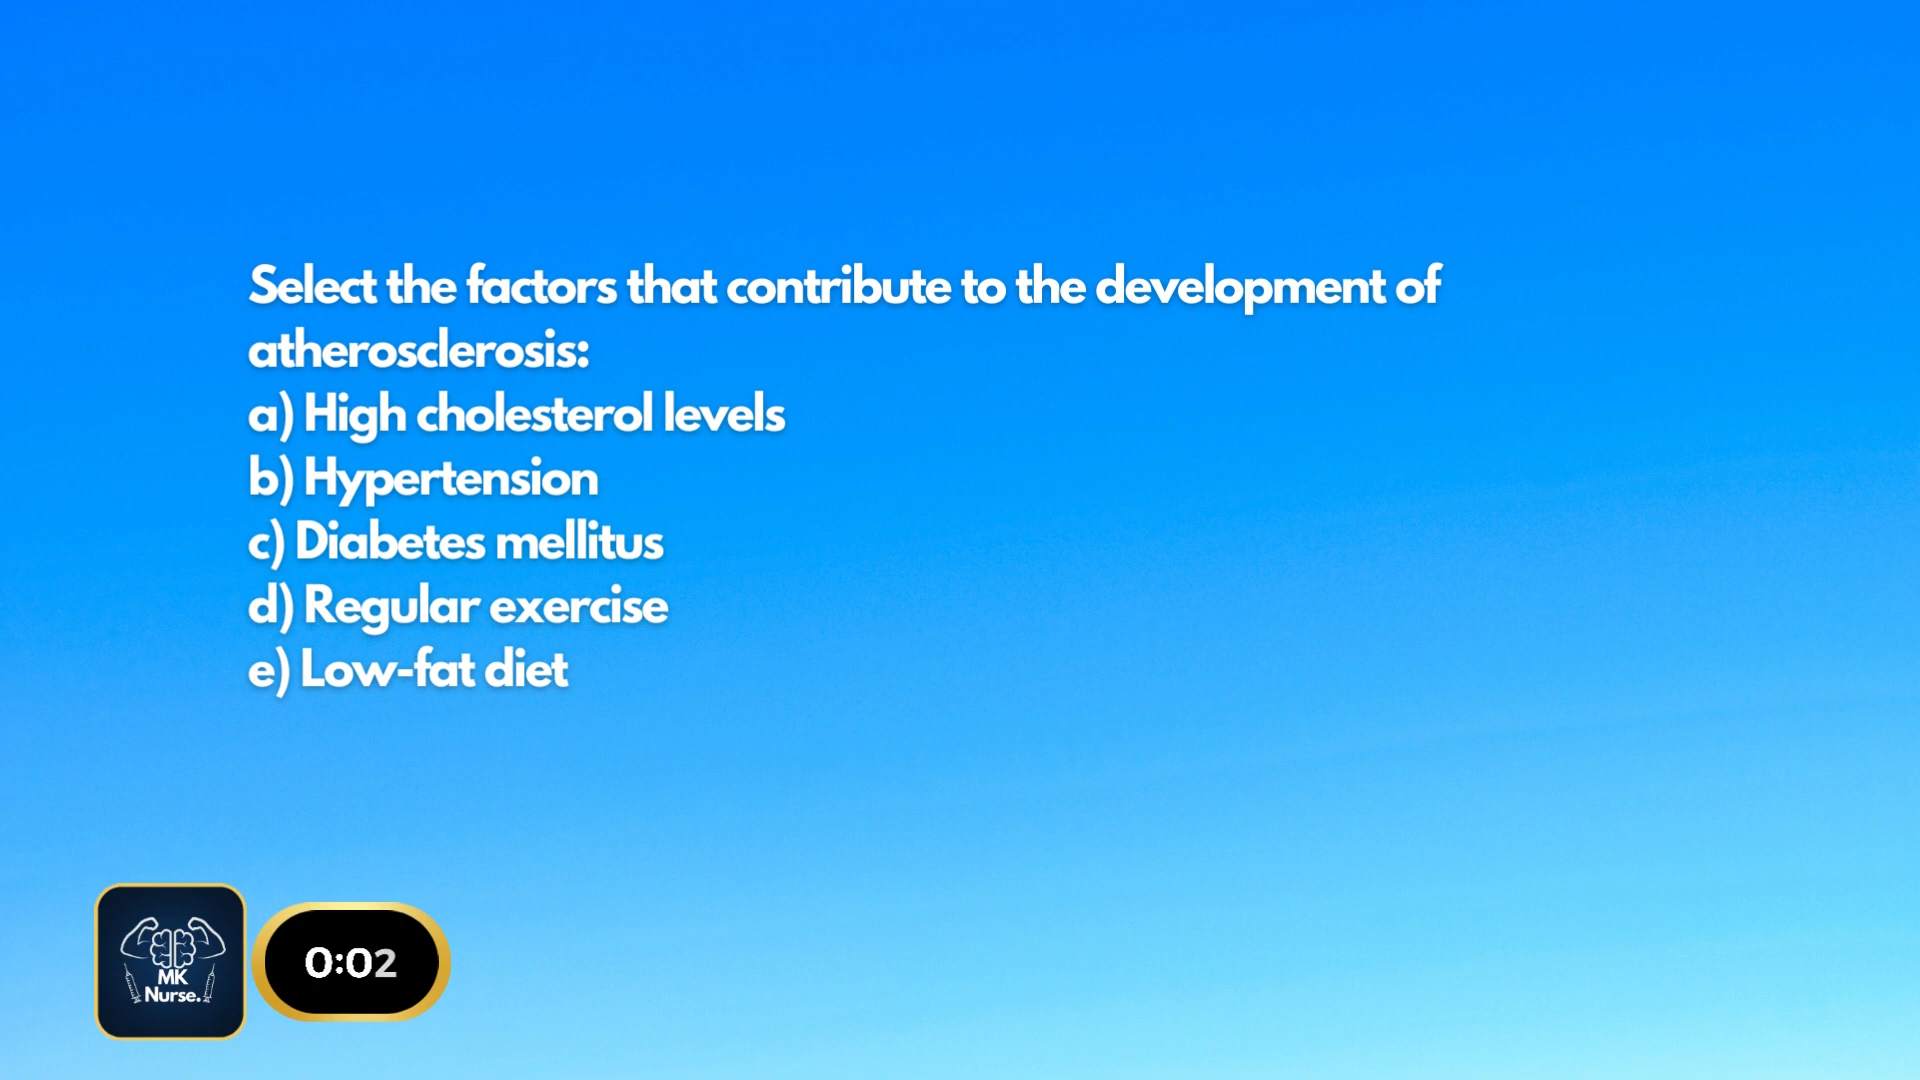 Select the factors that contribute to the development of
atherosclerosis:
a) High cholesterol levels
b) Hypertension
c) Diabetes mellitus
d) Regular exercise
e) Low-fat diet
MK
Nurse.
0:02